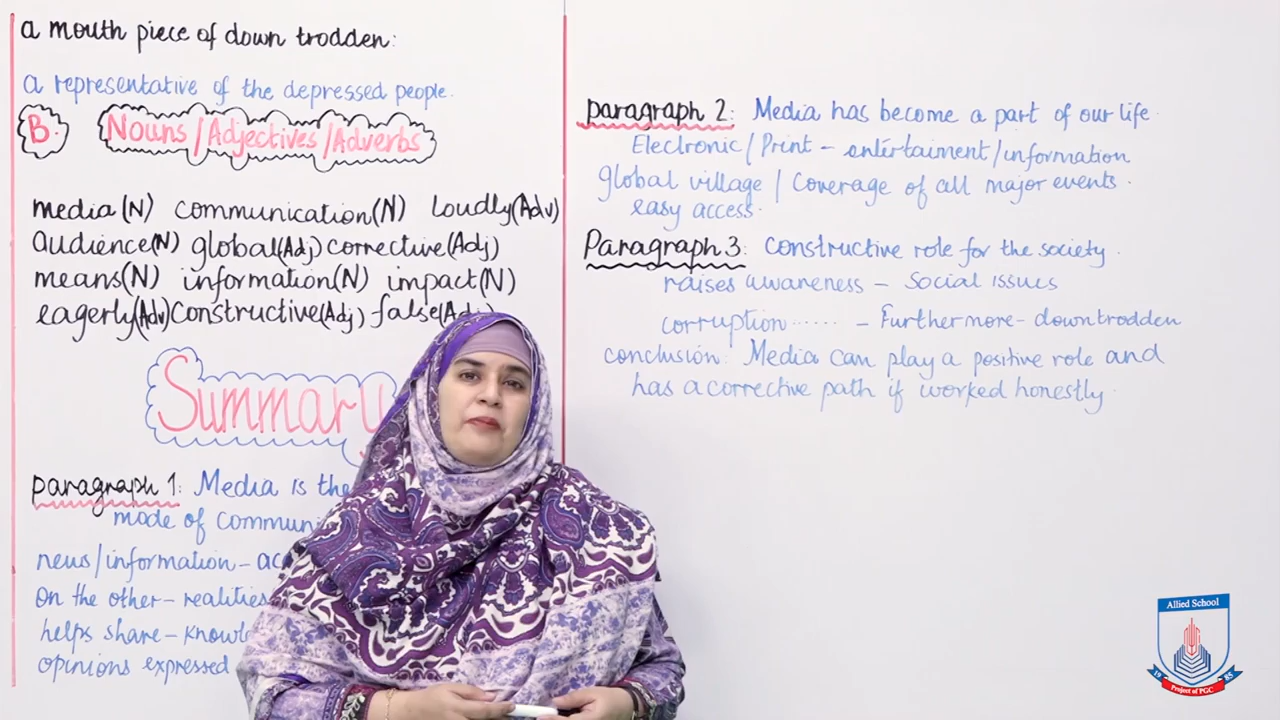 a mouth piece of down trodden:
a representative of the depressed people.
B. Nouns/Adjectives/Adverbs
media(N) communication(N) loudly(Adv)
audience(N) global(Adj) corrective(Adj)
means(N) information(N) impact(N)
eagerly(Adv) constructive(Adj) false(Adj)
Summary
paragraph 1: Media is the
mode of communi
news/information -
On the other - realities
helps share - Knowle
opinions expressed
paragraph 2: Media has become a part of our life.
Electronic/Print - entertaiment/information
global village / Coverage of all major events.
easy access.
Paragraph 3: Constructive role for the society.
raises awareness - Social issues
corruption ...... - Furthermore - downtrodden
conclusion: Media can play a positive role and
has a corrective path if worked honestly.
Allied School
19 85
Project of PGC